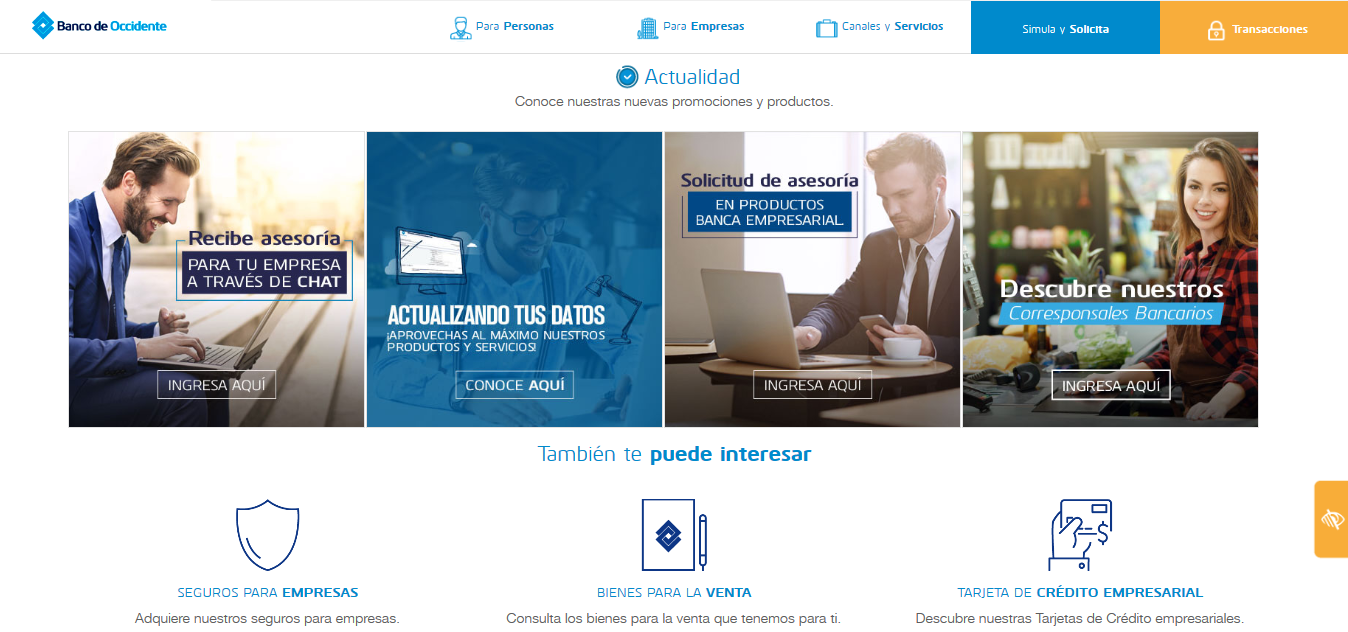 Banco de Occidente
Para Personas
Para Empresas
Canales y Servicios
Simula y Solicita
Transacciones
Actualidad
Conoce nuestras nuevas promociones y productos.
Recibe asesoría
PARA TU EMPRESA
A TRAVÉS DE CHAT
INGRESA AQUÍ
ACTUALIZANDO TUS DATOS
¡APROVECHAS AL MÁXIMO NUESTROS
PRODUCTOS Y SERVICIOS!
CONOCE AQUÍ
Solicitud de asesoría
EN PRODUCTOS
BANCA EMPRESARIAL
INGRESA AQUÍ
Descubre nuestros
Corresponsales Bancarios
INGRESA AQUÍ
También te puede interesar
SEGUROS PARA EMPRESAS
Adquiere nuestros seguros para empresas.
BIENES PARA LA VENTA
Consulta los bienes para la venta que tenemos para ti.
TARJETA DE CRÉDITO EMPRESARIAL
Descubre nuestras Tarjetas de Crédito empresariales.